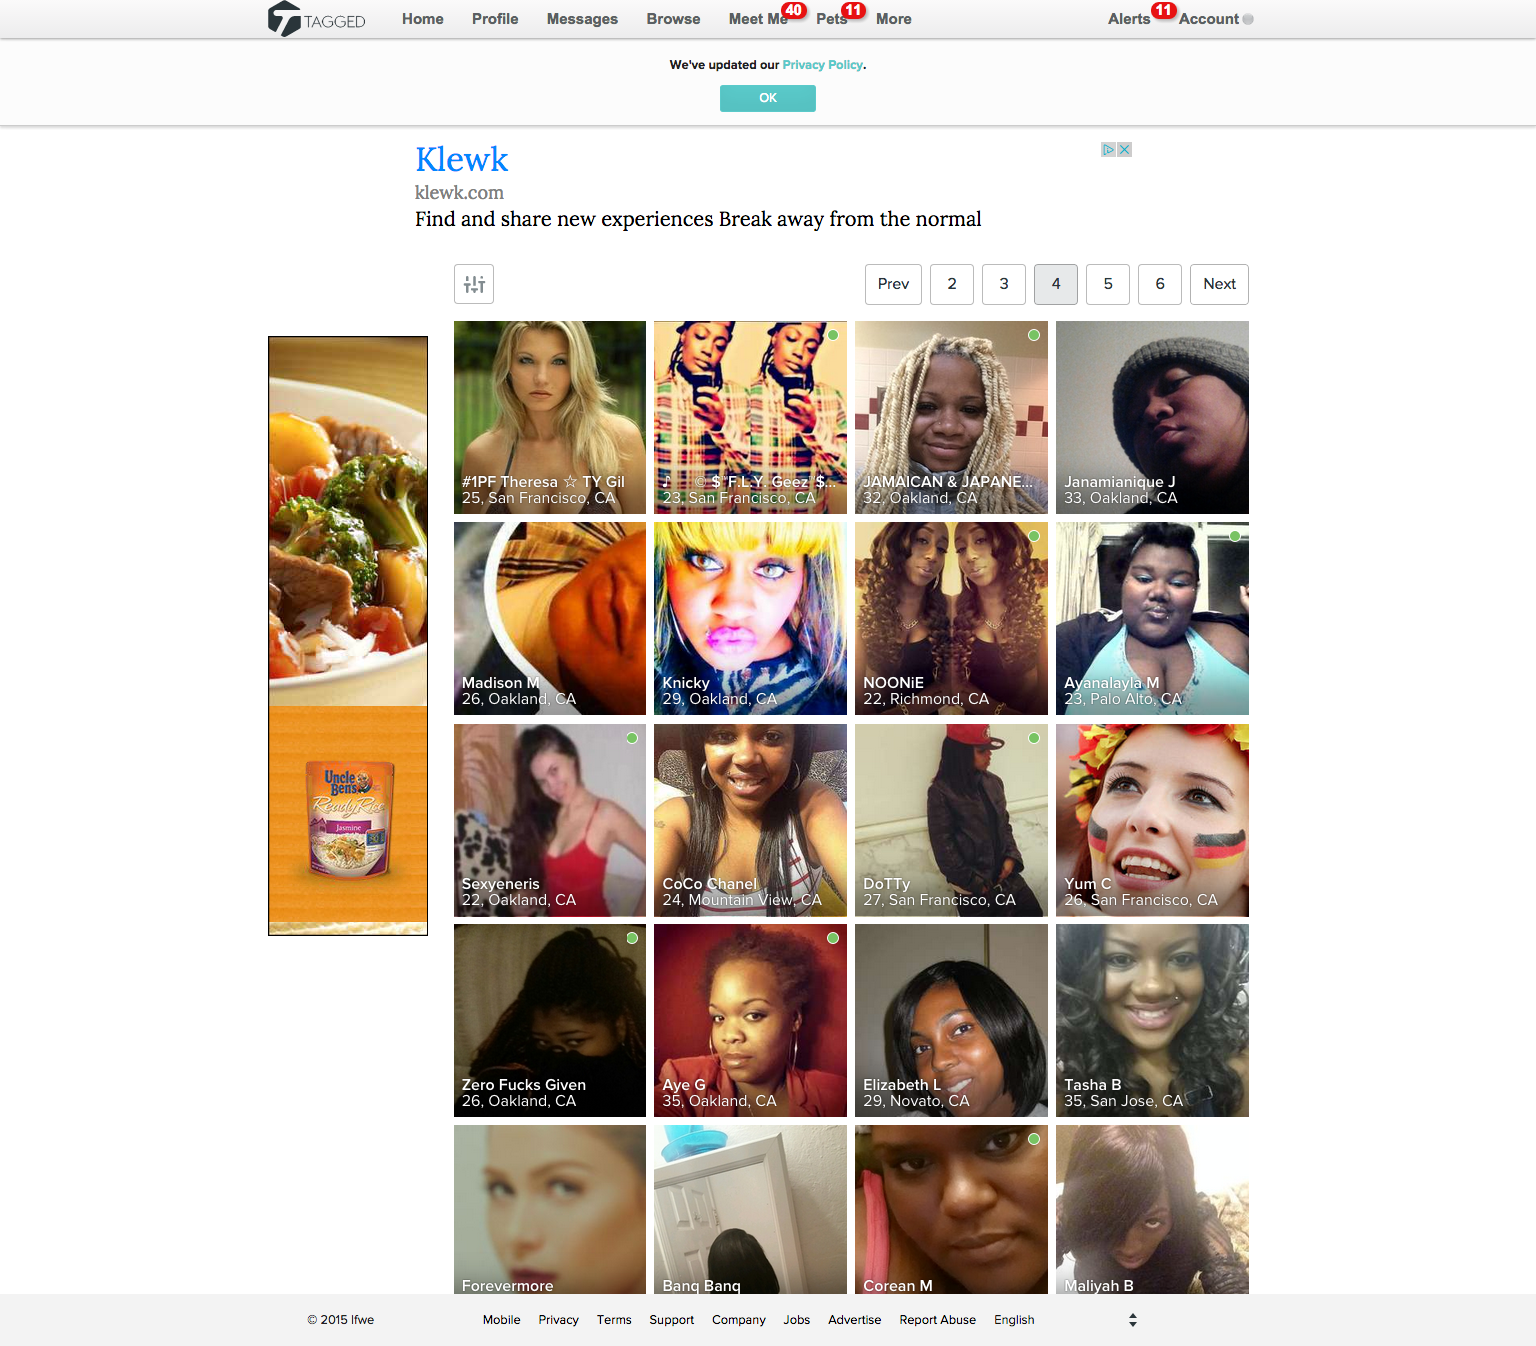 TAGGED
Home Profile Messages Browse Meet Me 40 Pets 11 More Alerts 11 Account
We've updated our Privacy Policy.
OK
Klewk
klewk.com
Find and share new experiences Break away from the normal
Prev 2 3 4 5 6 Next
#1PF Theresa ☆ TY Gil
25, San Francisco, CA
♪ © $"F.L.Y. Geez"$...
23, San Francisco, CA
JAMAICAN & JAPANE...
32, Oakland, CA
Janamianique J
33, Oakland, CA
Madison M
26, Oakland, CA
Knicky
29, Oakland, CA
NOONiE
22, Richmond, CA
Ayanalayla M
23, Palo Alto, CA
Uncle
Ben's
Ready Rice
Jasmine
Sexyeneris
22, Oakland, CA
CoCo Chanel
24, Mountain View, CA
DoTTy
27, San Francisco, CA
Yum C
26, San Francisco, CA
Zero Fucks Given
26, Oakland, CA
Aye G
35, Oakland, CA
Elizabeth L
29, Novato, CA
Tasha B
35, San Jose, CA
Forevermore
Bang Bang
Corean M
Maliyah B
© 2015 Ifwe Mobile Privacy Terms Support Company Jobs Advertise Report Abuse English